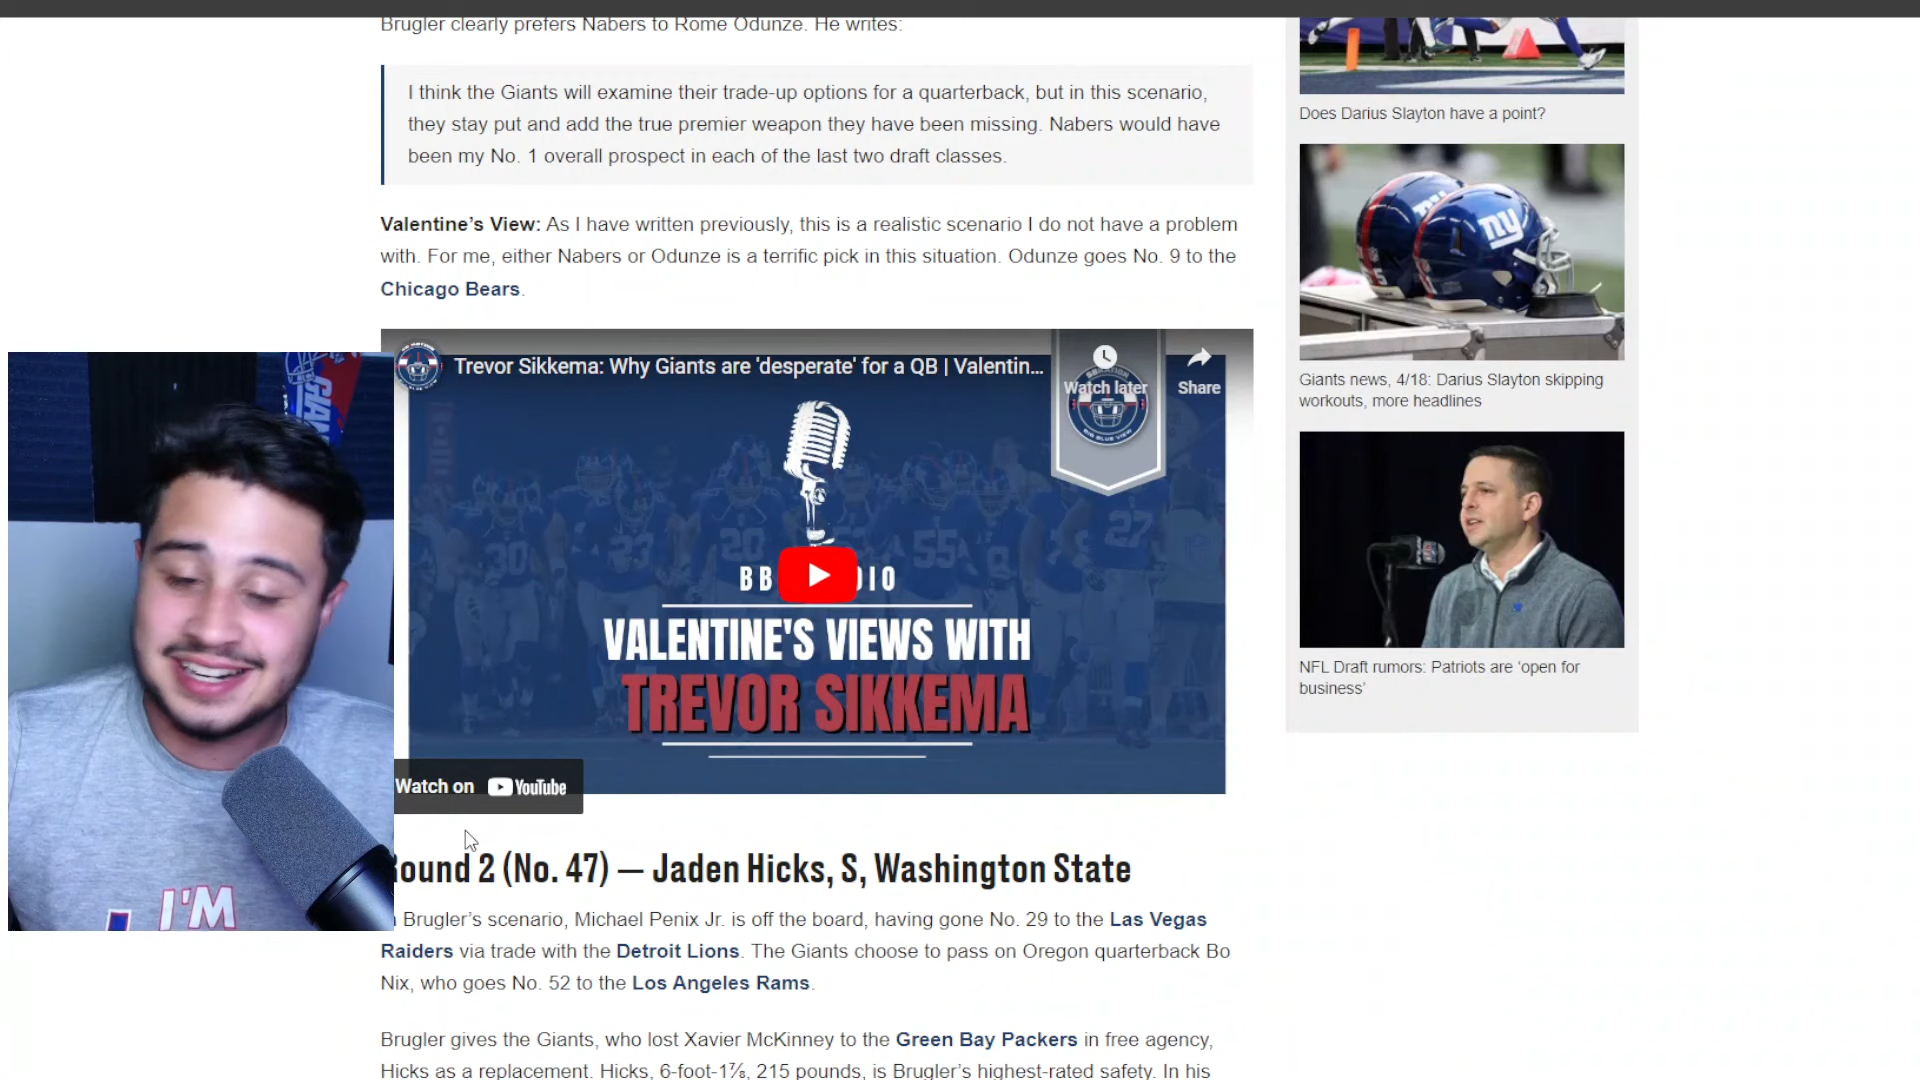 Brugler clearly prefers Nabers to Rome Odunze. He writes:
I think the Giants will examine their trade-up options for a quarterback, but in this scenario,
they stay put and add the true premier weapon they have been missing. Nabers would have
been my No. 1 overall prospect in each of the last two draft classes.
Valentine's View: As I have written previously, this is a realistic scenario I do not have a problem
with. For me, either Nabers or Odunze is a terrific pick in this situation. Odunze goes No. 9 to the
Chicago Bears.
Trevor Sikkema: Why Giants are 'desperate' for a QB | Valentin...
Watch later
Share
BIG BLUE VIEW
30
23
20
55
27
BB
DIO
VALENTINE'S VIEWS WITH
TREVOR SIKKEMA
Watch on YouTube
I'M
ound 2 (No. 47) — Jaden Hicks, S, Washington State
Brugler's scenario, Michael Penix Jr. is off the board, having gone No. 29 to the Las Vegas
Raiders via trade with the Detroit Lions. The Giants choose to pass on Oregon quarterback Bo
Nix, who goes No. 52 to the Los Angeles Rams.
Brugler gives the Giants, who lost Xavier McKinney to the Green Bay Packers in free agency,
Hicks as a replacement. Hicks, 6-foot-1⅞, 215 pounds, is Brugler's highest-rated safety. In his
Does Darius Slayton have a point?
ny
Giants news, 4/18: Darius Slayton skipping
workouts, more headlines
NFL Draft rumors: Patriots are 'open for
business'